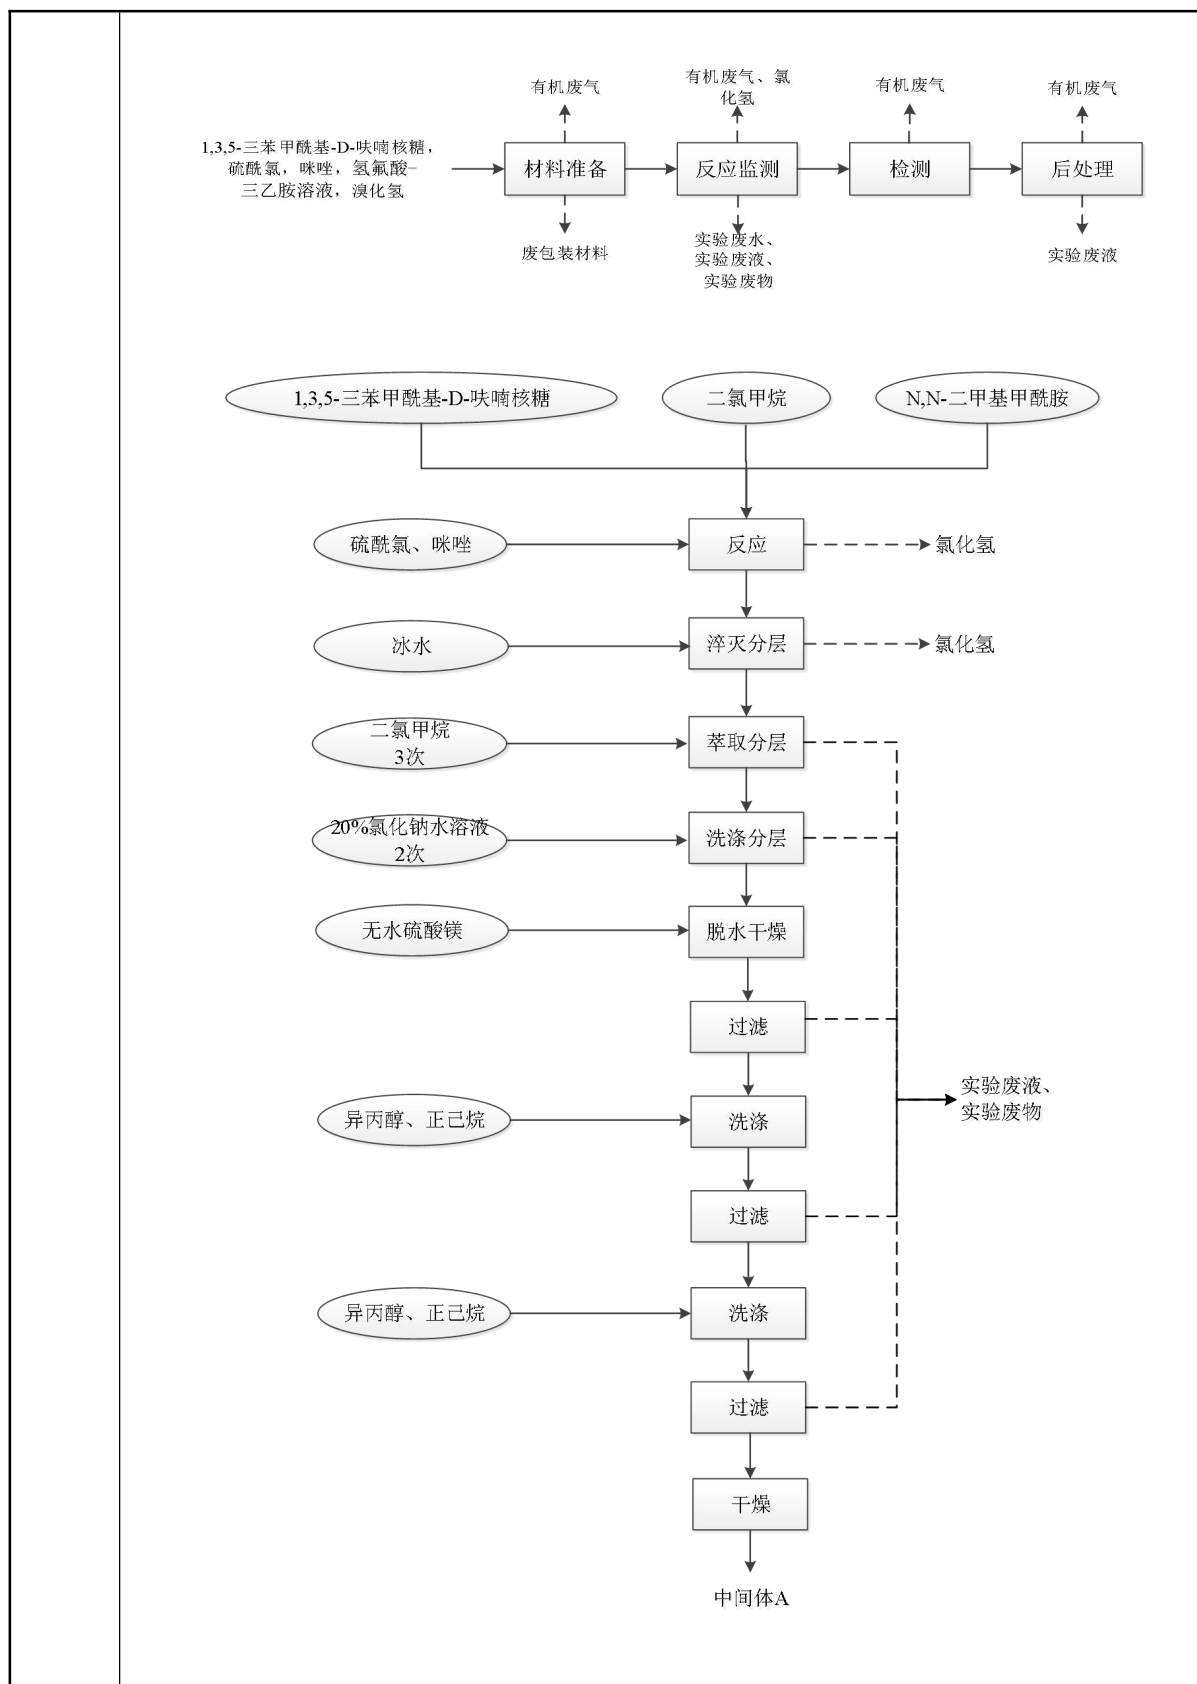 有机废气
有机废气、氯
化氢
有机废气
有机废气
1,3,5-三苯甲酰基-D-呋喃核糖，
硫酰氯，咪唑，氢氟酸-
三乙胺溶液，溴化氢
材料准备
反应监测
检测
后处理
废包装材料
实验废水、
实验废液、
实验废物
实验废液
1,3,5-三苯甲酰基-D-呋喃核糖
二氯甲烷
N,N-二甲基甲酰胺
硫酰氯、咪唑
反应
氯化氢
冰水
淬灭分层
氯化氢
二氯甲烷
3次
萃取分层
20%氯化钠水溶液
2次
洗涤分层
无水硫酸镁
脱水干燥
过滤
实验废液、
实验废物
异丙醇、正己烷
洗涤
过滤
异丙醇、正己烷
洗涤
过滤
干燥
中间体A